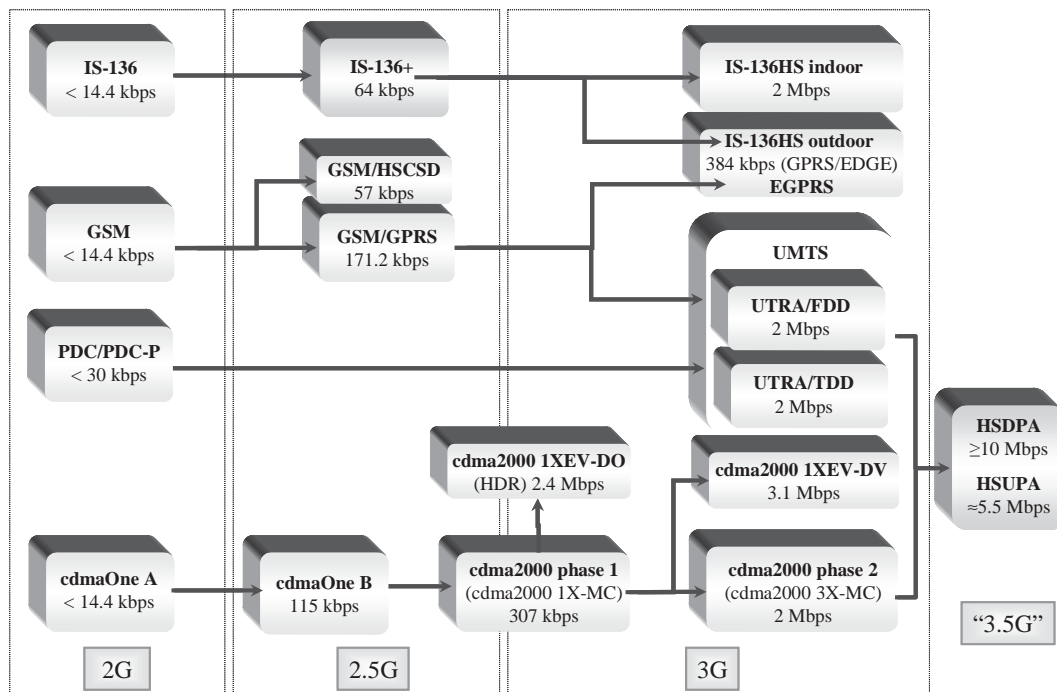 IS-136
< 14.4 kbps
IS-136+
64 kbps
IS-136HS indoor
2 Mbps
IS-136HS outdoor
384 kbps (GPRS/EDGE)
EGPRS
GSM/HSCSD
57 kbps
GSM
< 14.4 kbps
GSM/GPRS
171.2 kbps
UMTS
UTRA/FDD
2 Mbps
PDC/PDC-P
< 30 kbps
UTRA/TDD
2 Mbps
HSDPA
≥10 Mbps
HSUPA
≈5.5 Mbps
cdma2000 1XEV-DO
(HDR) 2.4 Mbps
cdma2000 1XEV-DV
3.1 Mbps
cdmaOne A
< 14.4 kbps
cdmaOne B
115 kbps
cdma2000 phase 1
(cdma2000 1X-MC)
307 kbps
cdma2000 phase 2
(cdma2000 3X-MC)
2 Mbps
2G
2.5G
3G
“3.5G”